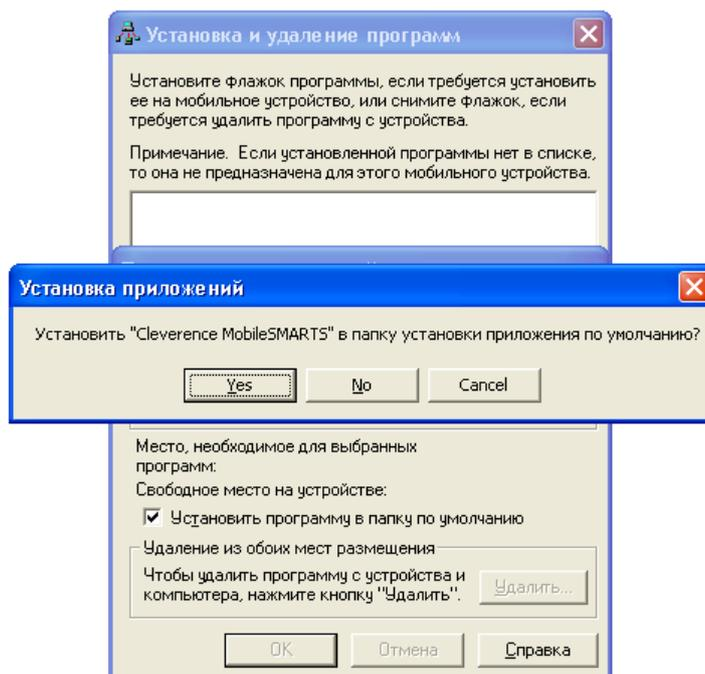 Установка и удаление программ
Установите флажок программы, если требуется установить
ее на мобильное устройство, или снимите флажок, если
требуется удалить программу с устройства.
Примечание. Если установленной программы нет в списке,
то она не предназначена для этого мобильного устройства.
Установка приложений
Установить "Cleverence MobileSMARTS" в папку установки приложения по умолчанию?
Yes No Cancel
Место, необходимое для выбранных
программ:
Свободное место на устройстве:
Установить программу в папку по умолчанию
Удаление из обоих мест размещения
Чтобы удалить программу с устройства и
компьютера, нажмите кнопку "Удалить".
Удалить...
OK Отмена Справка